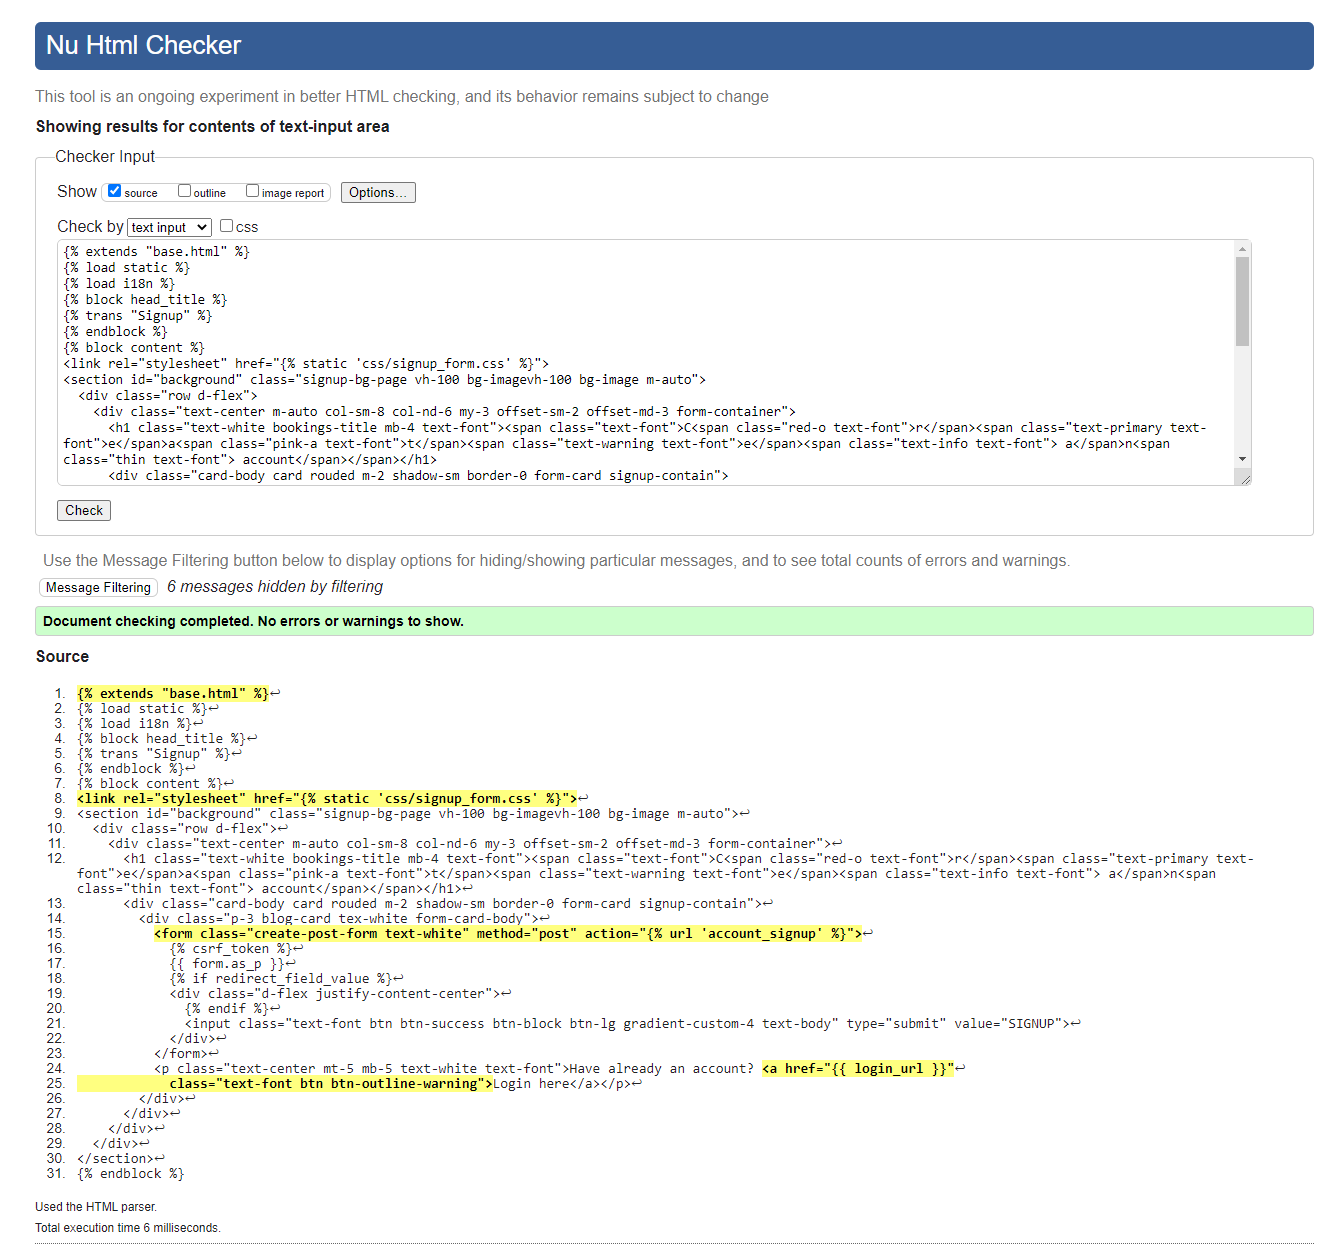 Nu Html Checker
This tool is an ongoing experiment in better HTML checking, and its behavior remains subject to change
Showing results for contents of text-input area
Checker Input
Show source outline image report Options...
Check by text input css
{% extends "base.html" %}
{% load static %}
{% load i18n %}
{% block head_title %}
{% trans "Signup" %}
{% endblock %}
{% block content %}
<link rel="stylesheet" href="{% static 'css/signup_form.css' %}">
<section id="background" class="signup-bg-page vh-100 bg-imagevh-100 bg-image m-auto">
  <div class="row d-flex">
    <div class="text-center m-auto col-sm-8 col-nd-6 my-3 offset-sm-2 offset-md-3 form-container">
      <h1 class="text-white bookings-title mb-4 text-font"><span class="text-font">C<span class="red-o text-font">r</span><span class="text-primary text-
font">e</span>a<span class="pink-a text-font">t</span><span class="text-warning text-font">e</span><span class="text-info text-font"> a</span>n<span
class="thin text-font"> account</span></span></h1>
      <div class="card-body card rouded m-2 shadow-sm border-0 form-card signup-contain">
Check
Use the Message Filtering button below to display options for hiding/showing particular messages, and to see total counts of errors and warnings.
Message Filtering 6 messages hidden by filtering
Document checking completed. No errors or warnings to show.
Source
1. {% extends "base.html" %}↩
2. {% load static %}↩
3. {% load i18n %}↩
4. {% block head_title %}↩
5. {% trans "Signup" %}↩
6. {% endblock %}↩
7. {% block content %}↩
8. <link rel="stylesheet" href="{% static 'css/signup_form.css' %}">↩
9. <section id="background" class="signup-bg-page vh-100 bg-imagevh-100 bg-image m-auto">↩
10.   <div class="row d-flex">↩
11.     <div class="text-center m-auto col-sm-8 col-nd-6 my-3 offset-sm-2 offset-md-3 form-container">↩
12.       <h1 class="text-white bookings-title mb-4 text-font"><span class="text-font">C<span class="red-o text-font">r</span><span class="text-primary text-
font">e</span>a<span class="pink-a text-font">t</span><span class="text-warning text-font">e</span><span class="text-info text-font"> a</span>n<span
class="thin text-font"> account</span></span></h1>↩
13.       <div class="card-body card rouded m-2 shadow-sm border-0 form-card signup-contain">↩
14.         <div class="p-3 blog-card tex-white form-card-body">↩
15.           <form class="create-post-form text-white" method="post" action="{% url 'account_signup' %}">↩
16.             {% csrf_token %}↩
17.             {{ form.as_p }}↩
18.             {% if redirect_field_value %}↩
19.             <div class="d-flex justify-content-center">↩
20.               {% endif %}↩
21.               <input class="text-font btn btn-success btn-block btn-lg gradient-custom-4 text-body" type="submit" value="SIGNUP">↩
22.             </div>↩
23.           </form>↩
24.           <p class="text-center mt-5 mb-5 text-white text-font">Have already an account? <a href="{{ login_url }}"↩
25.             class="text-font btn btn-outline-warning">Login here</a></p>↩
26.         </div>↩
27.       </div>↩
28.     </div>↩
29.   </div>↩
30. </section>↩
31. {% endblock %}
Used the HTML parser.
Total execution time 6 milliseconds.